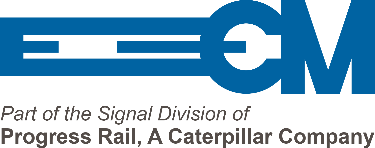 ECM
Part of the Signal Division of
Progress Rail, A Caterpillar Company